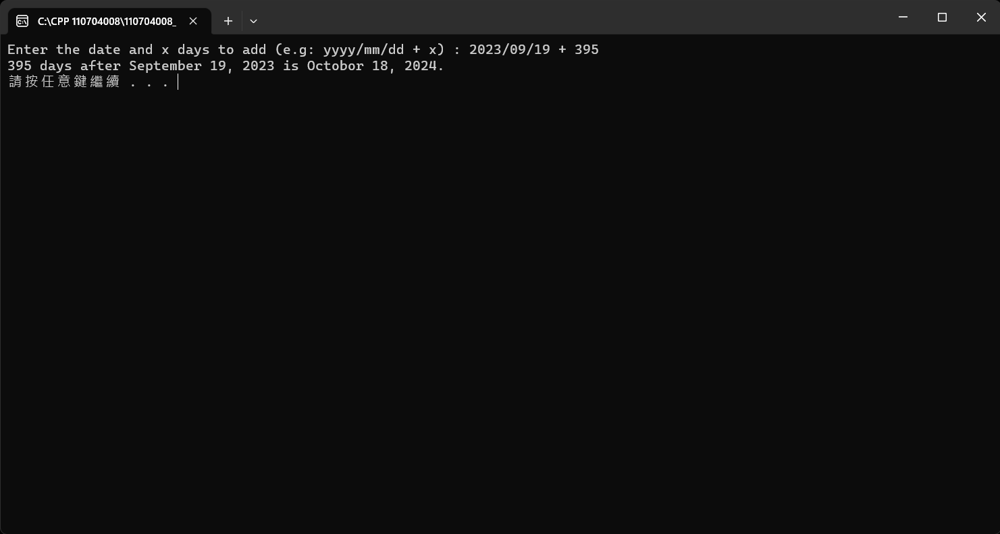 C:\CPP 110704008\110704008_
Enter the date and x days to add (e.g: yyyy/mm/dd + x) : 2023/09/19 + 395
395 days after September 19, 2023 is Octobor 18, 2024.
請按任意鍵繼續 . . .